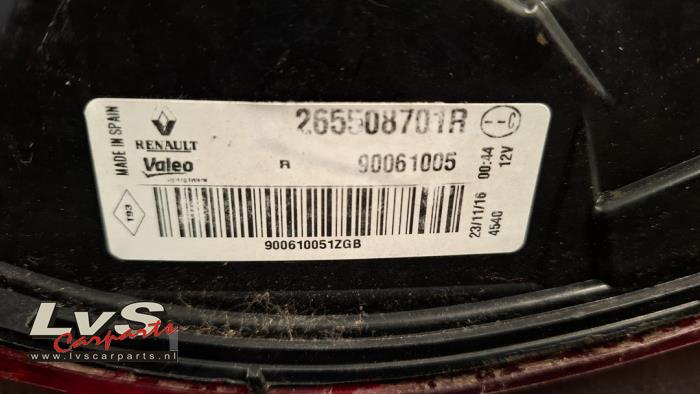 MADE IN SPAIN
RENAULT
265508701R
--C
Valeo
R
90061005
00:44
12V
193
23/11/16
4540
900610051ZGB
LvS
Carparts
www.lvscarparts.nl